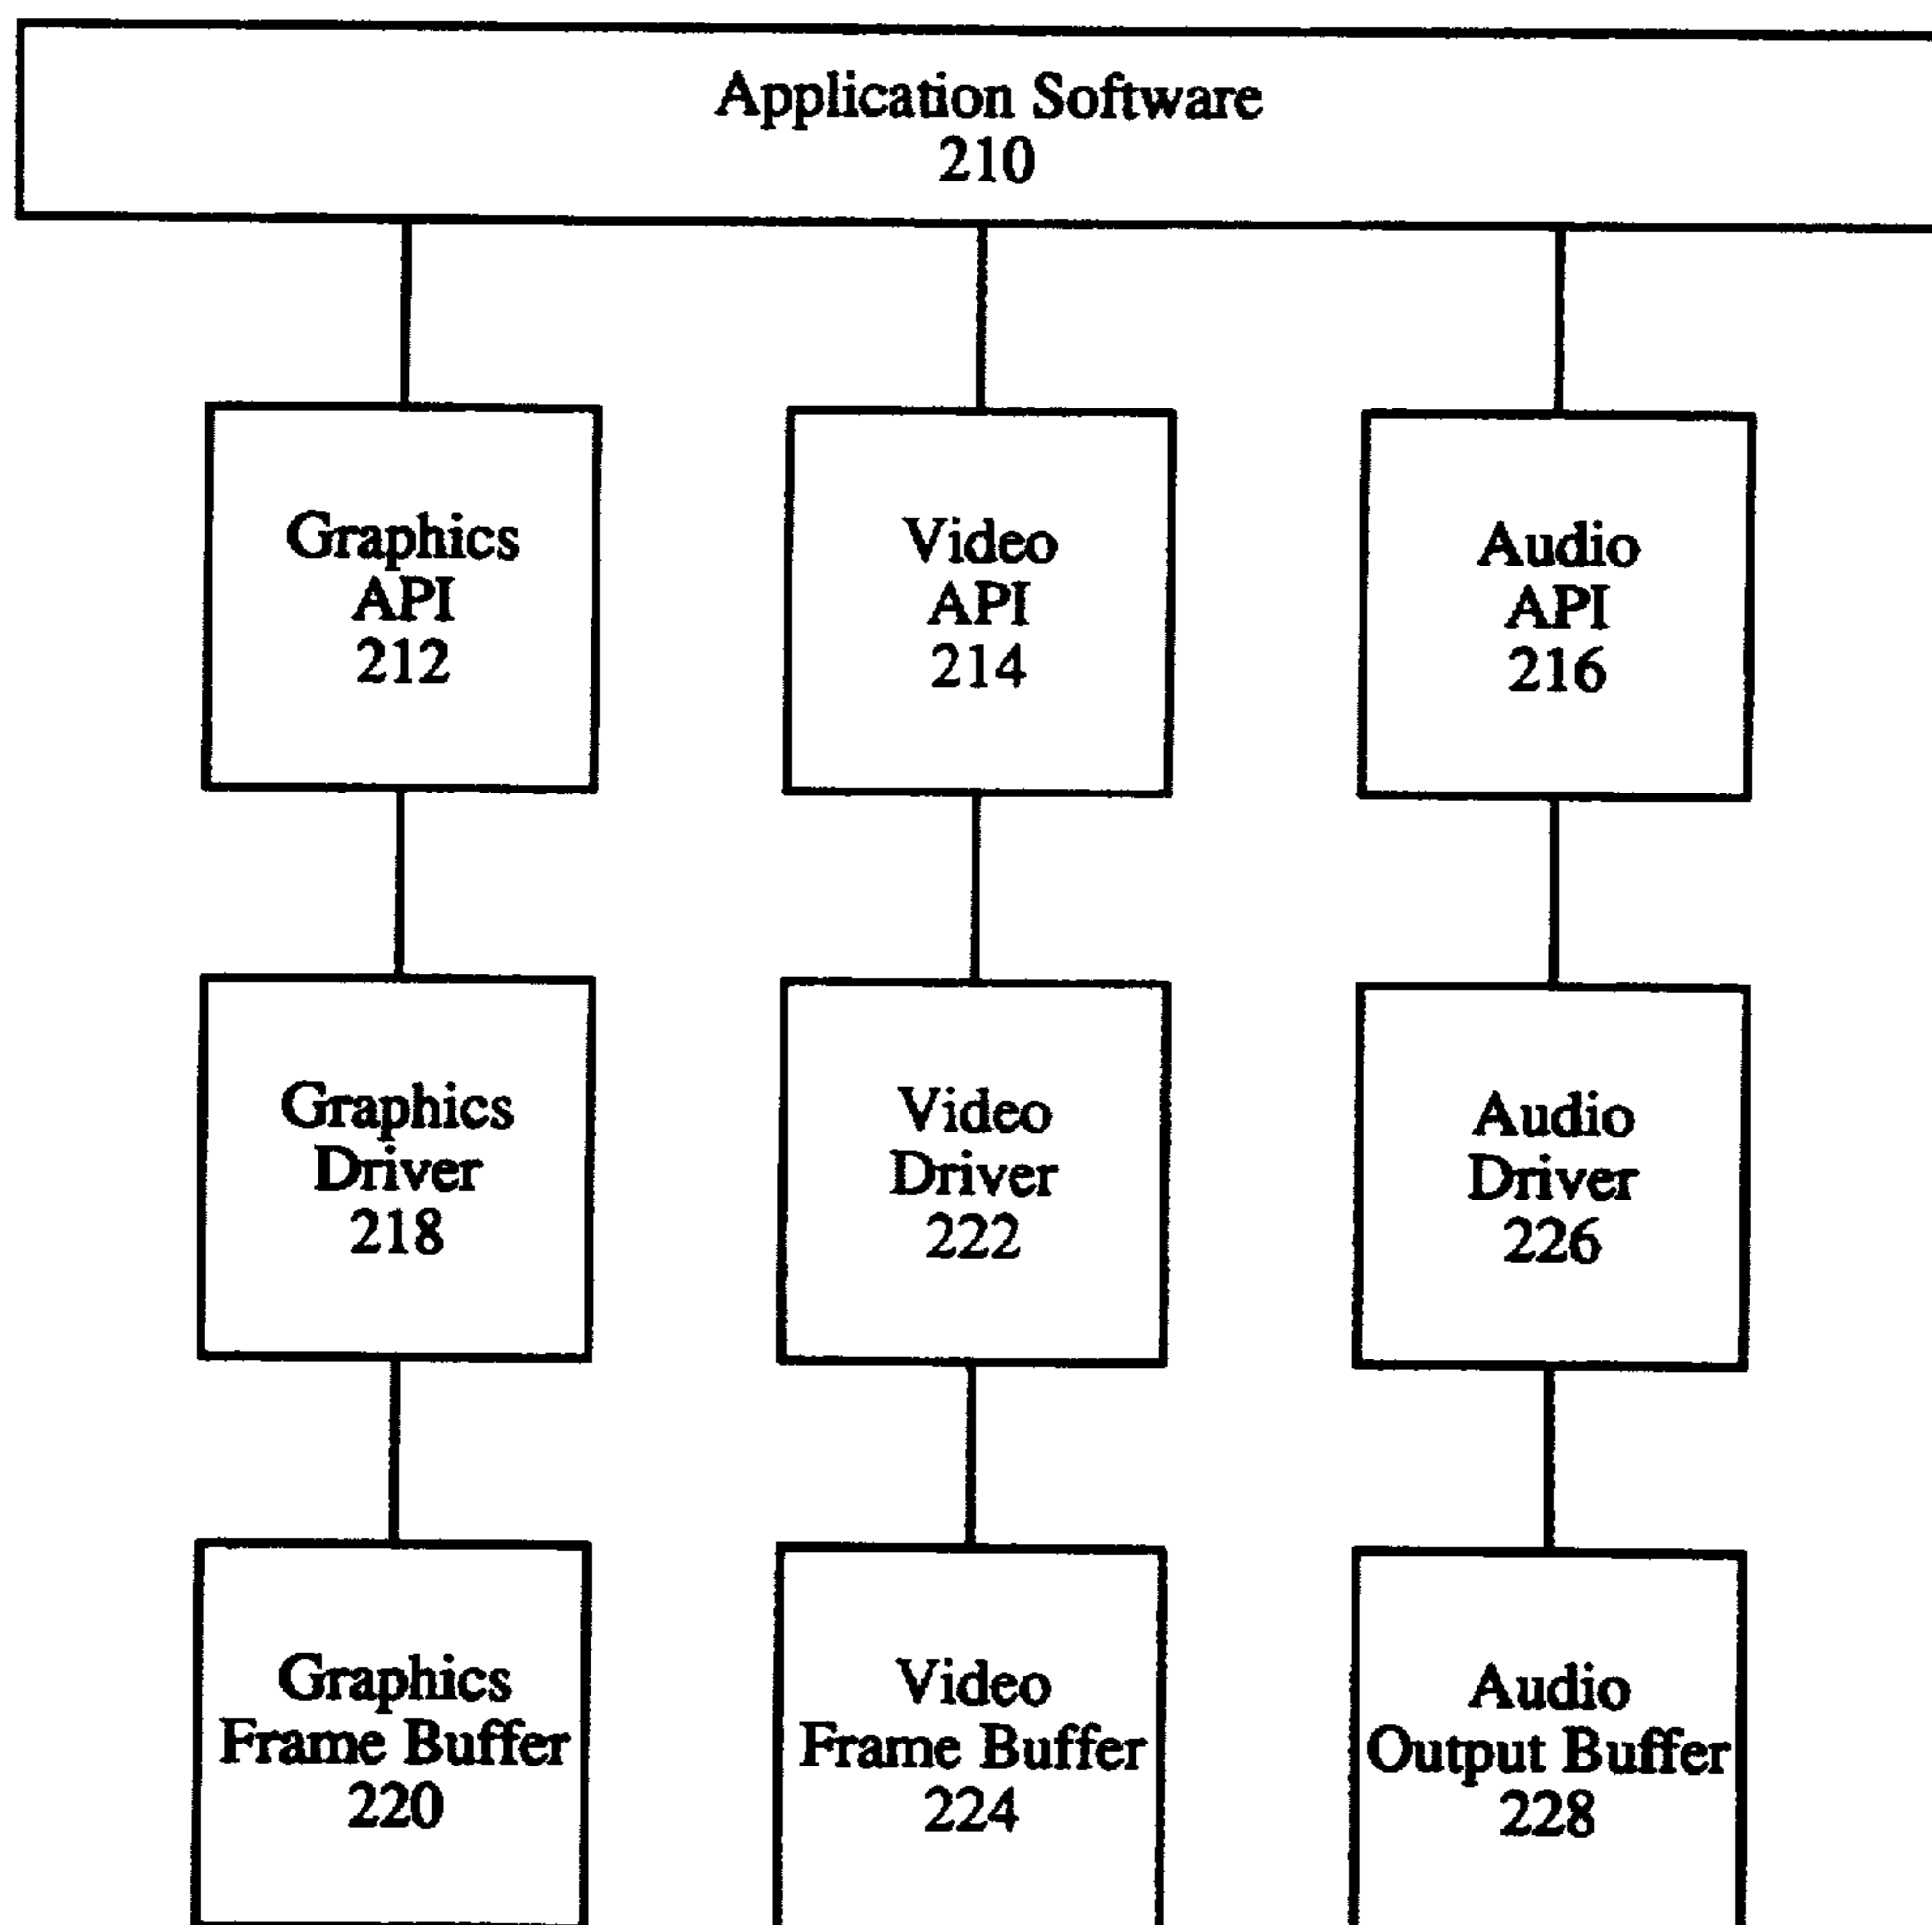 Application Software
210
Graphics
API
212
Video
API
214
Audio
API
216
Graphics
Driver
218
Video
Driver
222
Audio
Driver
226
Graphics
Frame Buffer
220
Video
Frame Buffer
224
Audio
Output Buffer
228